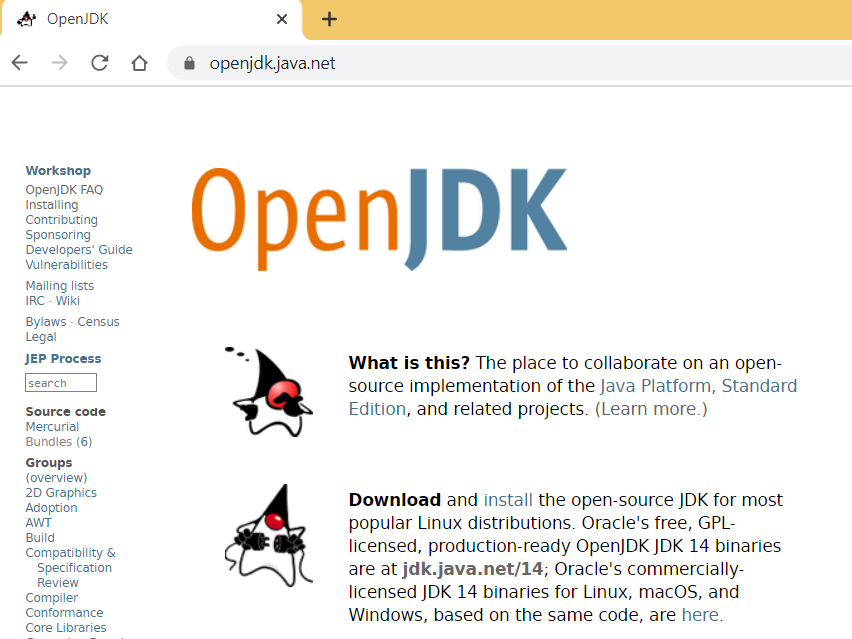 OpenJDK
openjdk.java.net
Workshop
OpenJDK FAQ
Installing
Contributing
Sponsoring
Developers' Guide
Vulnerabilities
Mailing lists
IRC · Wiki
Bylaws · Census
Legal
JEP Process
search
Source code
Mercurial
Bundles (6)
Groups
(overview)
2D Graphics
Adoption
AWT
Build
Compatibility &
Specification
Review
Compiler
Conformance
Core Libraries
OpenJDK
What is this? The place to collaborate on an open-
source implementation of the Java Platform, Standard
Edition, and related projects. (Learn more.)
Download and install the open-source JDK for most
popular Linux distributions. Oracle's free, GPL-
licensed, production-ready OpenJDK JDK 14 binaries
are at jdk.java.net/14; Oracle's commercially-
licensed JDK 14 binaries for Linux, macOS, and
Windows, based on the same code, are here.